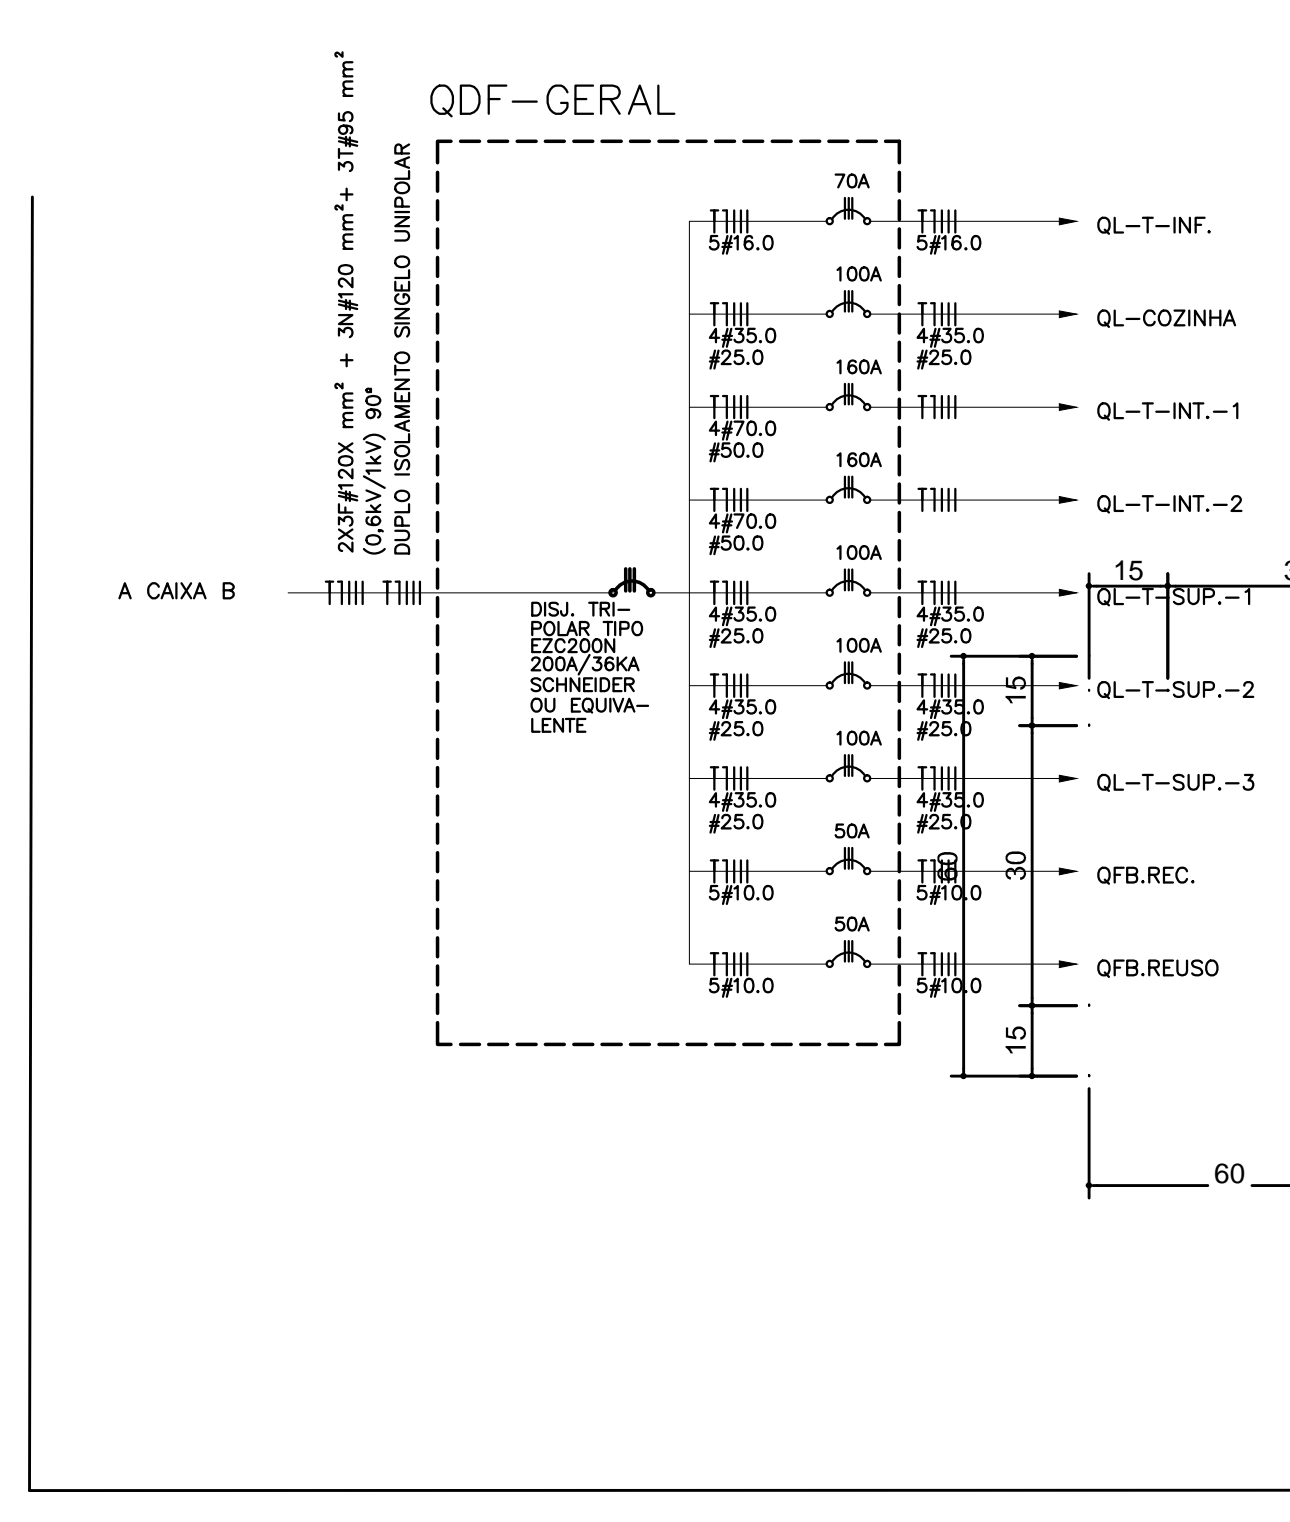 QDF-GERAL
2X3F#120X mm² + 3N#120 mm²+ 3T#95 mm²
(0,6kV/1kV) 90ª
DUPLO ISOLAMENTO SINGELO UNIPOLAR
A CAIXA B
DISJ. TRI-
POLAR TIPO
EZC200N
200A/36KA
SCHNEIDER
OU EQUIVA-
LENTE
70A
5#16.0 5#16.0
QL-T-INF.
100A
4#35.0 4#35.0
#25.0 #25.0
QL-COZINHA
160A
4#70.0
#50.0
QL-T-INT.-1
160A
4#70.0
#50.0
QL-T-INT.-2
100A
4#35.0 4#35.0
#25.0 #25.0
QL-T-SUP.-1
100A
4#35.0 4#35.0
#25.0 #25.0
QL-T-SUP.-2
100A
4#35.0 4#35.0
#25.0 #25.0
QL-T-SUP.-3
50A
5#10.0 5#10.0
QFB.REC.
50A
5#10.0 5#10.0
QFB.REUSO
15
15
60
30
15
60